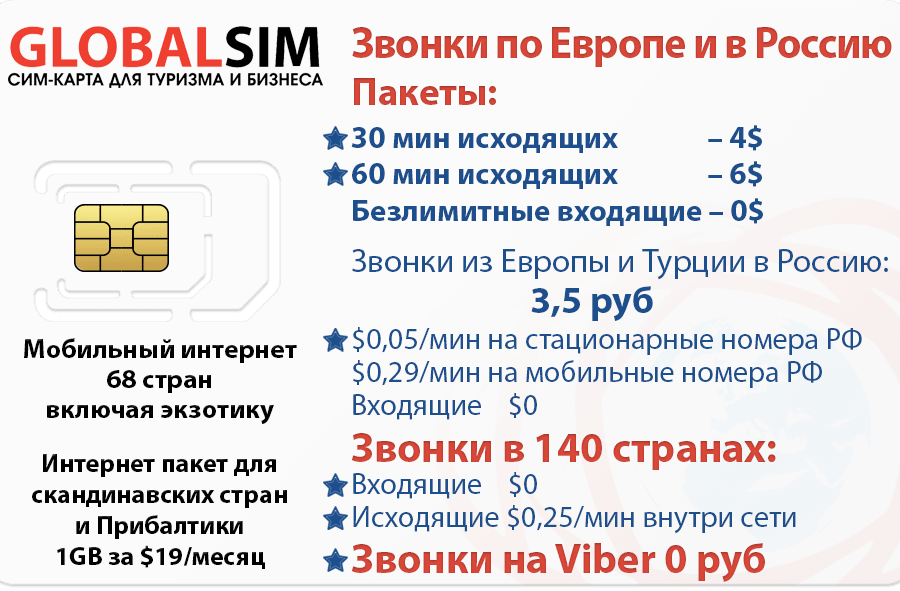 GLOBALSIM
СИМ-КАРТА ДЛЯ ТУРИЗМА И БИЗНЕСА
Мобильный интернет
68 стран
включая экзотику
Интернет пакет для
скандинавских стран
и Прибалтики
1GB за $19/месяц
Звонки по Европе и в Россию
Пакеты:
30 мин исходящих – 4$
60 мин исходящих – 6$
Безлимитные входящие – 0$
Звонки из Европы и Турции в Россию:
3,5 руб
$0,05/мин на стационарные номера РФ
$0,29/мин на мобильные номера РФ
Входящие $0
Звонки в 140 странах:
Входящие $0
Исходящие $0,25/мин внутри сети
Звонки на Viber 0 руб